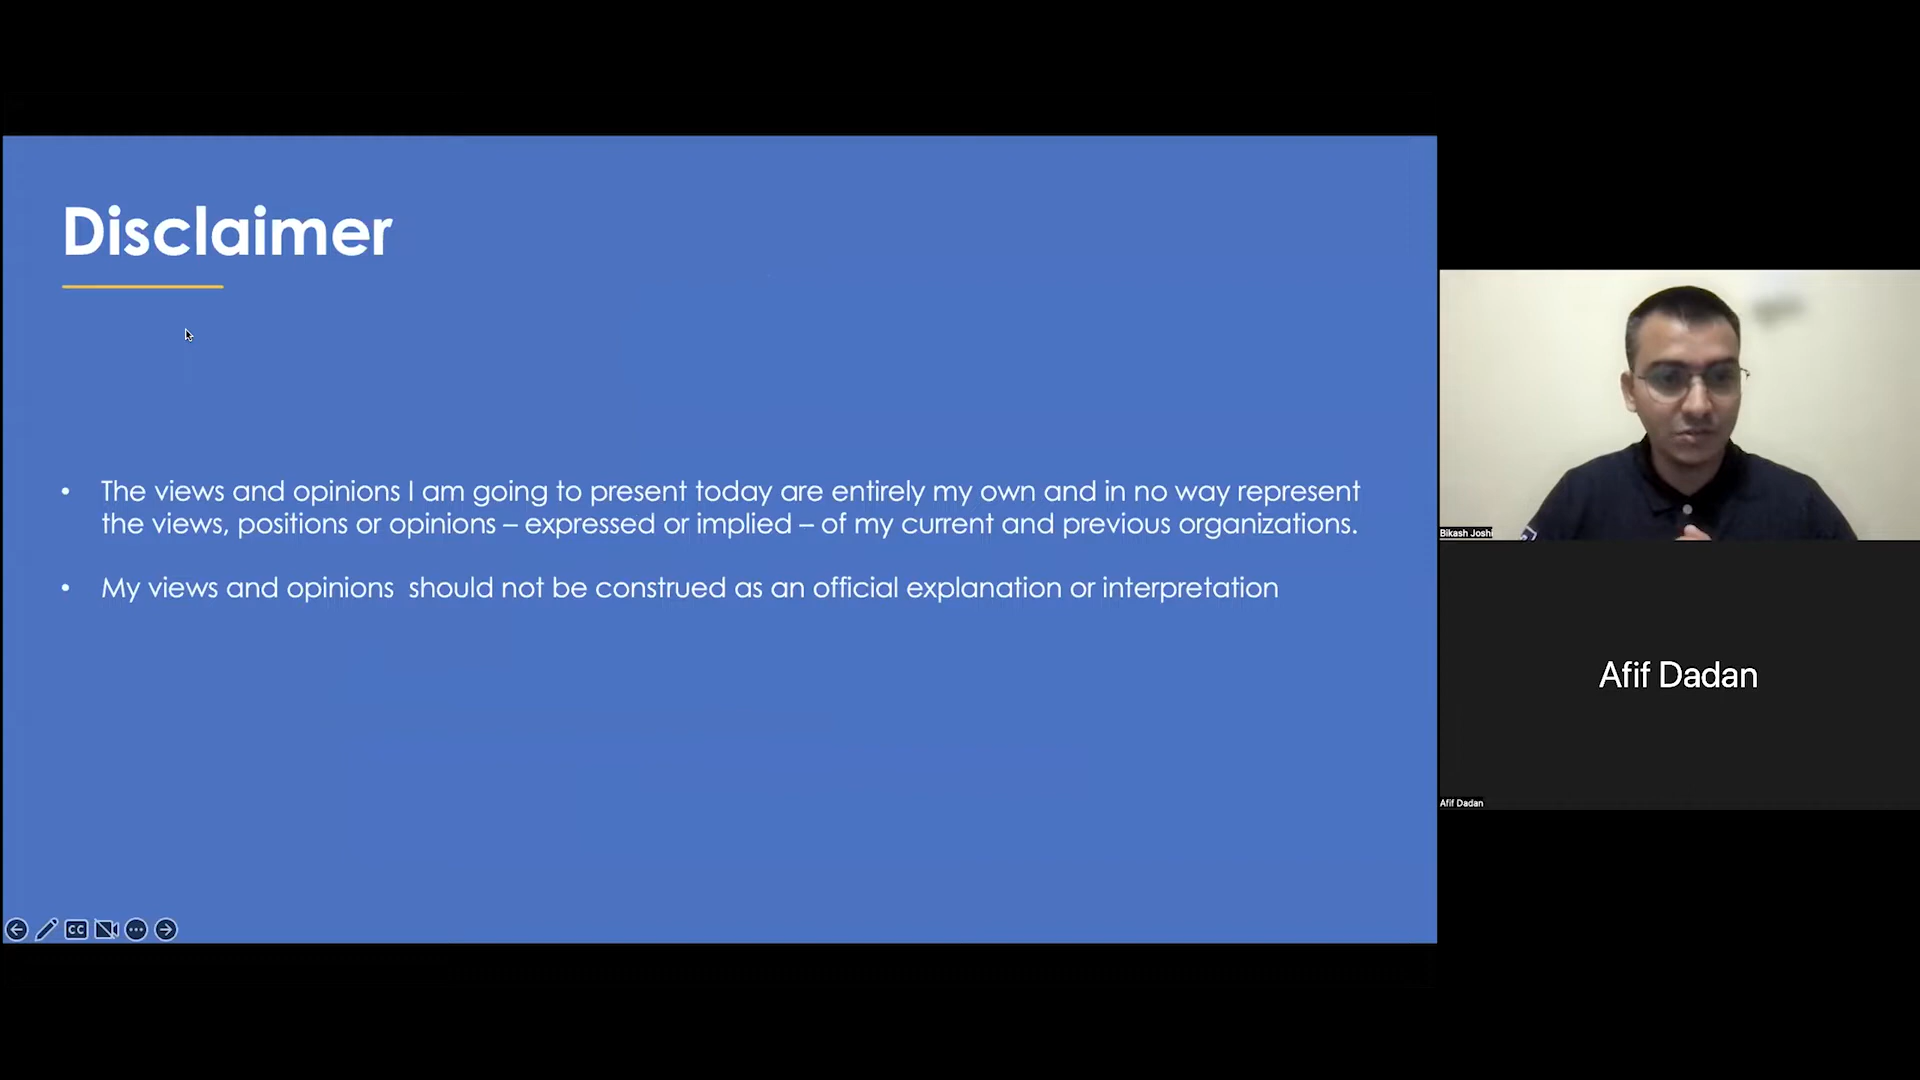 Disclaimer
• The views and opinions I am going to present today are entirely my own and in no way represent
the views, positions or opinions – expressed or implied – of my current and previous organizations.
• My views and opinions  should not be construed as an official explanation or interpretation
CC
Bikash Joshi
Afif Dadan
Afif Dadan